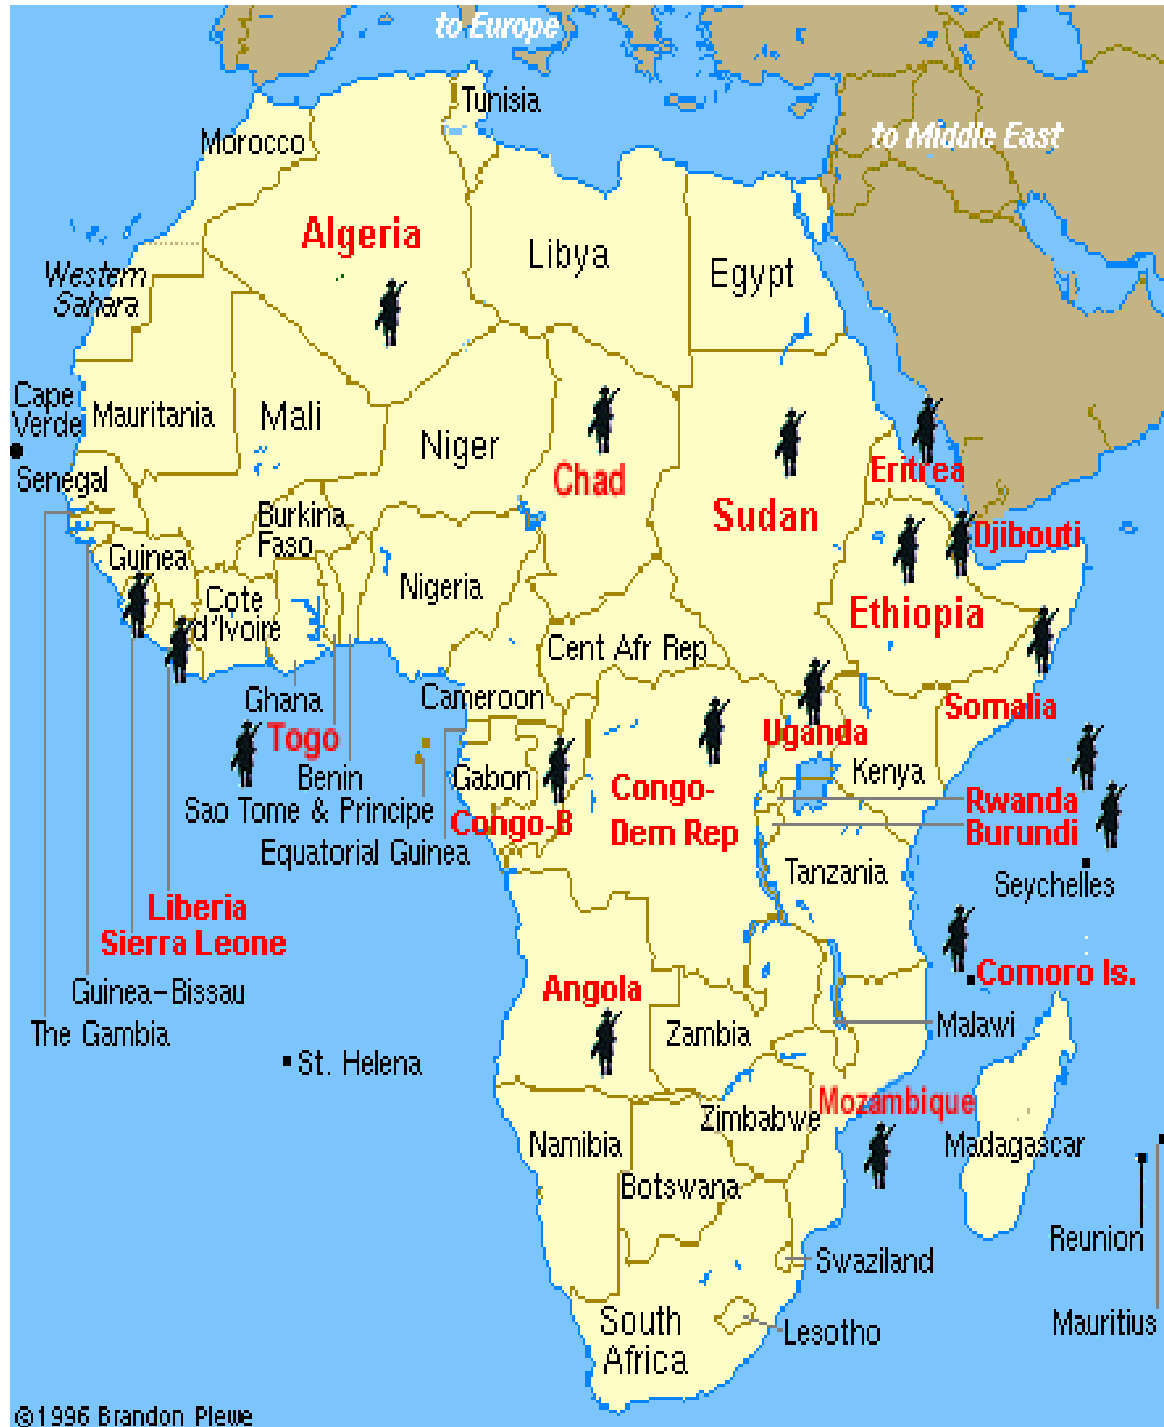 to Europe
Tunisia
to Middle East
Morocco
Algeria
Libya
Egypt
Western
Sahara
Cape
Verde
Mauritania
Mali
Niger
Chad
Sudan
Eritrea
Senegal
Burkina
Faso
Djibouti
Guinea
Nigeria
Cote
d'Ivoire
Ethiopia
Cent Afr Rep
Ghana
Cameroon
Somalia
Togo
Uganda
Benin
Gabon
Kenya
Sao Tome & Principe
Congo-
Dem Rep
Rwanda
Burundi
Congo-B
Equatorial Guinea
Tanzania
Seychelles
Liberia
Sierra Leone
Comoro Is.
Guinea-Bissau
Angola
The Gambia
Zambia
Malawi
St. Helena
Mozambique
Zimbabwe
Namibia
Madagascar
Botswana
Reunion
Swaziland
Mauritius
South
Africa
Lesotho
©1996 Brandon Plewe